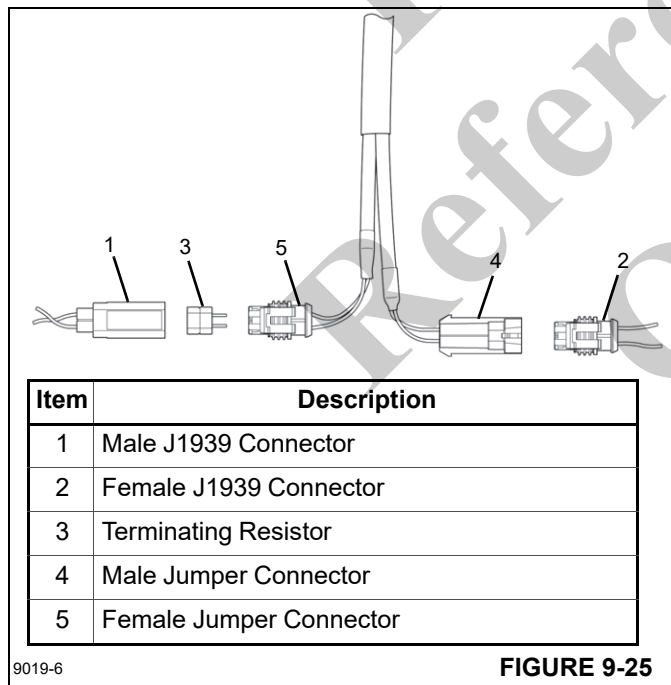 1
3
5
4
2
Item Description
1 Male J1939 Connector
2 Female J1939 Connector
3 Terminating Resistor
4 Male Jumper Connector
5 Female Jumper Connector
9019-6 FIGURE 9-25